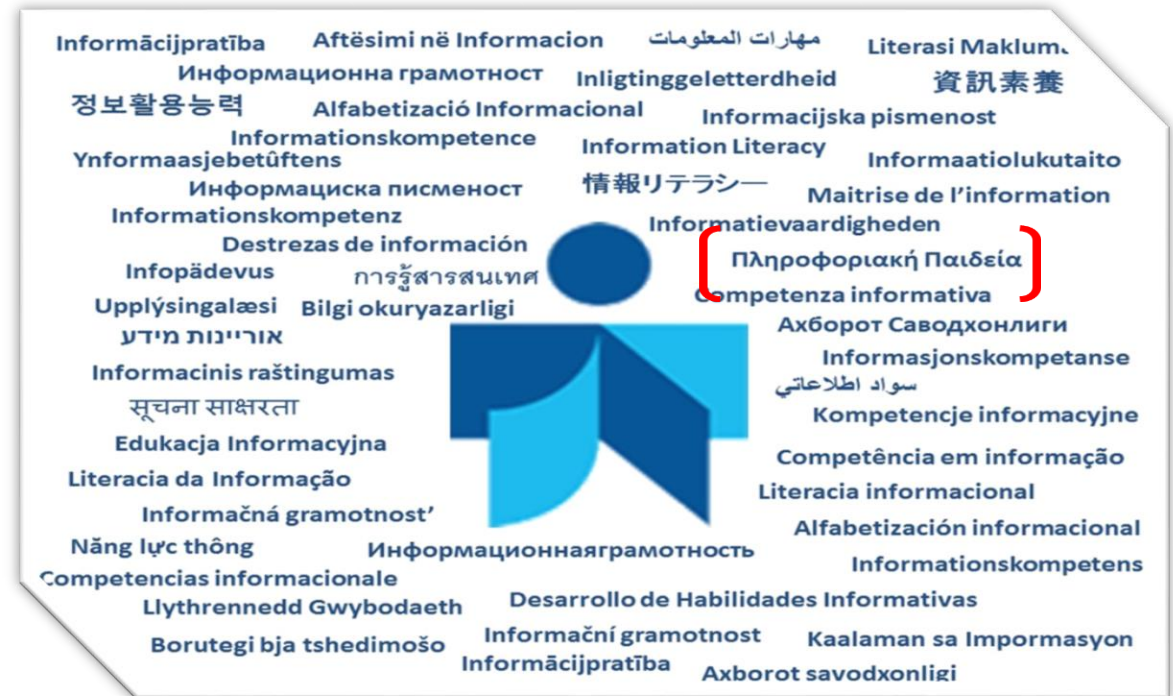 Informācijpratība Aftësimi në Informacion مهارات المعلومات Literasi Maklum
Информационна грамотност Inligtinggeletterdheid 資訊素養
정보활용능력 Alfabetizació Informacional Informacijska pismenost
Informationskompetence Information Literacy
Ynformaasjebetûftens Informaatiolukutaito
Информациска писменост 情報リテラシー Maitrise de l’information
Informationskompetenz Informatievaardigheden
Destrezas de información Πληροφοριακή Παιδεία
Infopädevus การรู้สารสนเทศ Competenza informativa
Upplýsingalæsi Bilgi okuryazarligi Ахборот Саводхонлиги
אוריינות מידע Informasjonskompetanse
Informacinis raštingumas سواد اطلاعاتي
सूचना साक्षरता Kompetencje informacyjne
Edukacja Informacyjna Competência em informação
Literacia da Informação Literacia informacional
Informačná gramotnost’ Alfabetización informacional
Năng lực thông Информационнаяграмотность Informationskompetens
Competencias informacionale
Llythrennedd Gwybodaeth Desarrollo de Habilidades Informativas
Borutegi bja tshedimošo Informační gramotnost Kaalaman sa Impormasyon
Informācijpratība Axborot savodxonligi